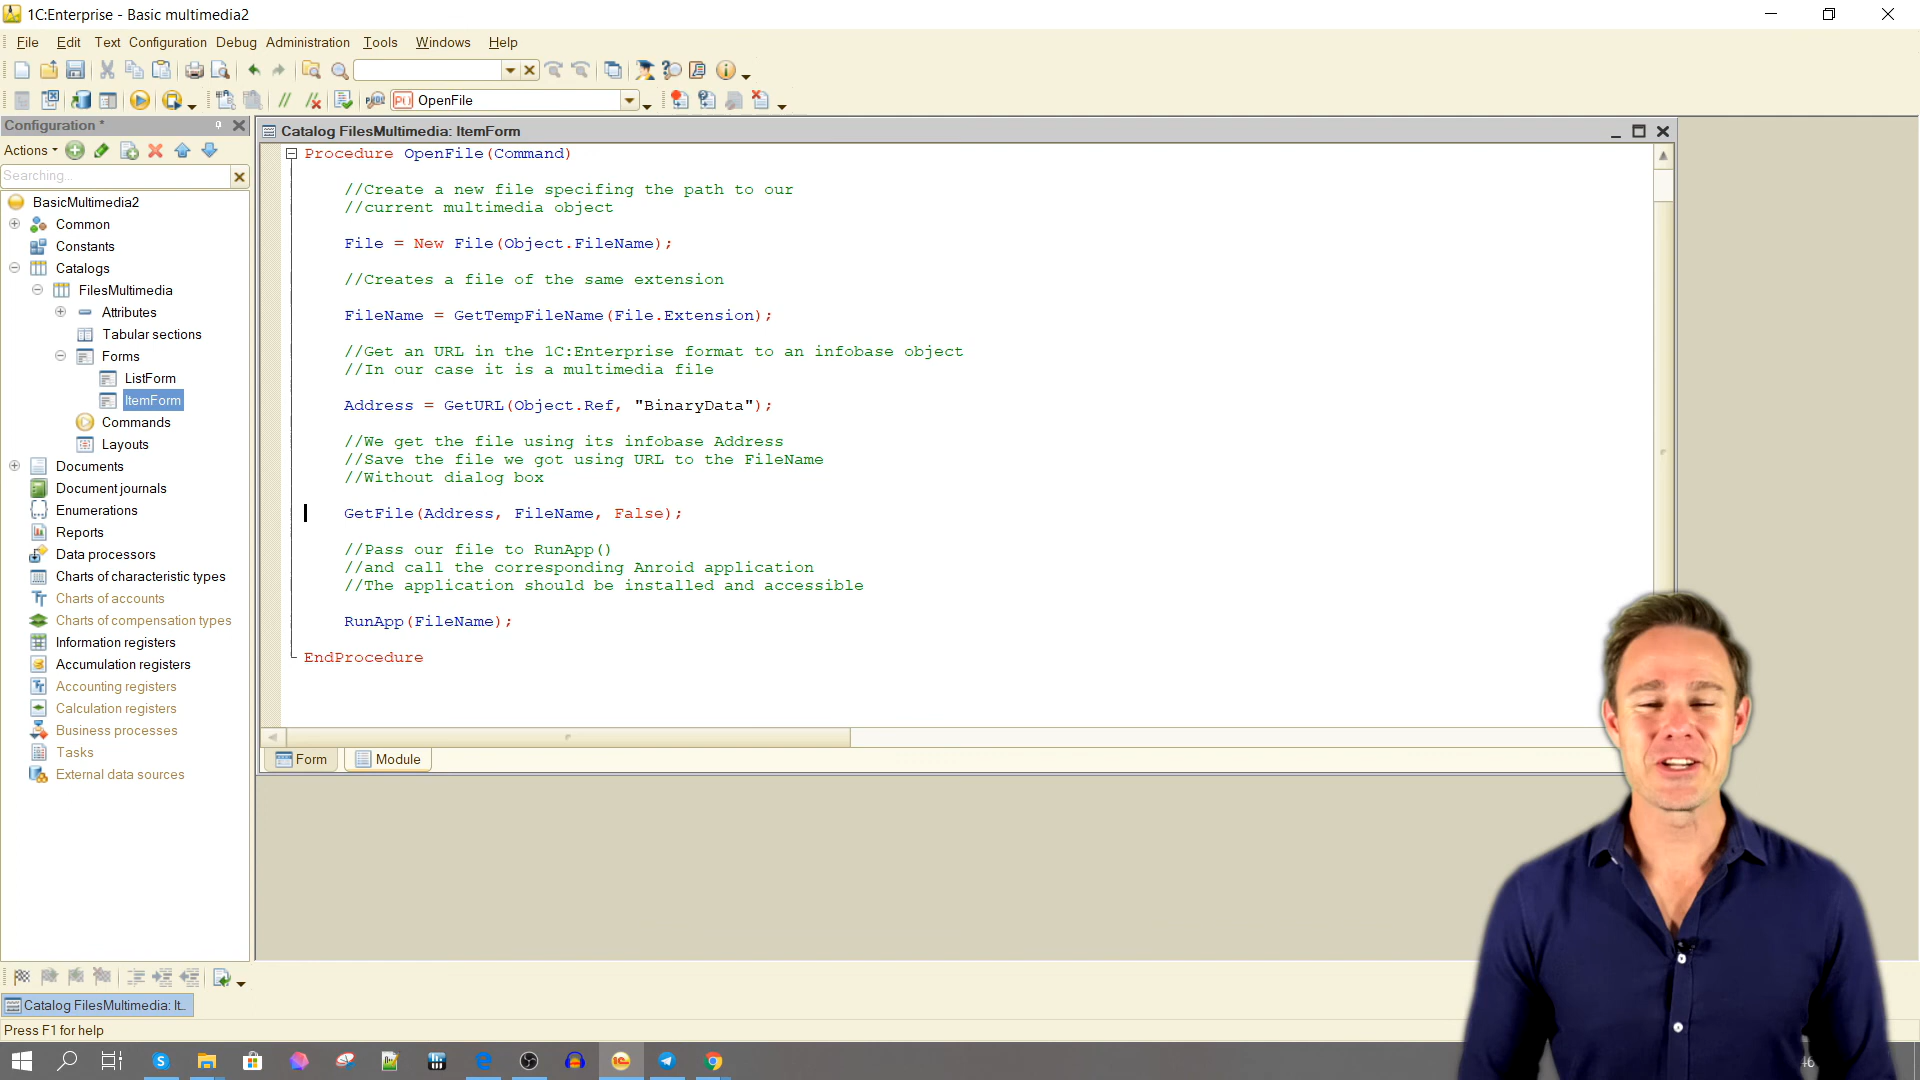 1C:Enterprise - Basic multimedia2
File Edit Text Configuration Debug Administration Tools Windows Help
OpenFile
Configuration *
Actions
Searching...
BasicMultimedia2
Common
Constants
Catalogs
FilesMultimedia
Attributes
Tabular sections
Forms
ListForm
ItemForm
Commands
Layouts
Documents
Document journals
Enumerations
Reports
Data processors
Charts of characteristic types
Charts of accounts
Charts of compensation types
Information registers
Accumulation registers
Accounting registers
Calculation registers
Business processes
Tasks
External data sources
Catalog FilesMultimedia: ItemForm
Procedure OpenFile(Command)
//Create a new file specifing the path to our
//current multimedia object
File = New File(Object.FileName);
//Creates a file of the same extension
FileName = GetTempFileName(File.Extension);
//Get an URL in the 1C:Enterprise format to an infobase object
//In our case it is a multimedia file
Address = GetURL(Object.Ref, "BinaryData");
//We get the file using its infobase Address
//Save the file we got using URL to the FileName
//Without dialog box
GetFile(Address, FileName, False);
//Pass our file to RunApp()
//and call the corresponding Anroid application
//The application should be installed and accessible
RunApp(FileName);
EndProcedure
Form Module
Catalog FilesMultimedia: It...
Press F1 for help